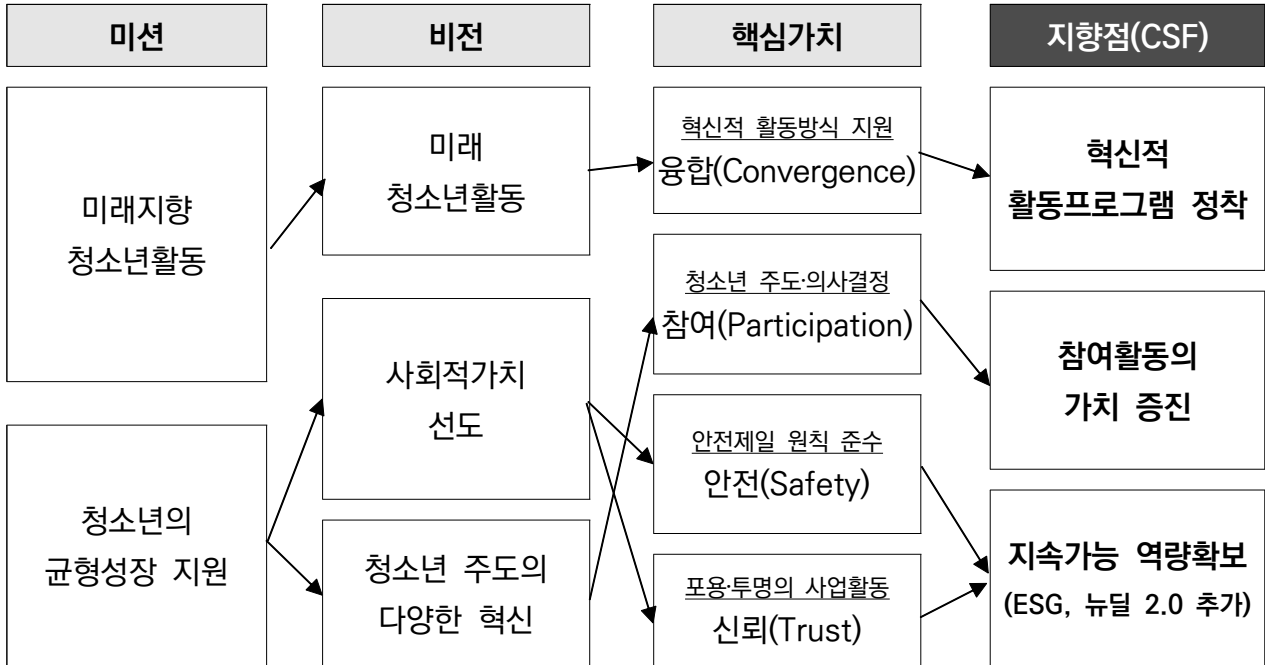 미션
비전
핵심가치
지향점(CSF)
미래지향
청소년활동
청소년의
균형성장 지원
미래
청소년활동
사회적가치
선도
청소년 주도의
다양한 혁신
혁신적 활동방식 지원
융합(Convergence)
청소년 주도·의사결정
참여(Participation)
안전제일 원칙 준수
안전(Safety)
포용·투명의 사업활동
신뢰(Trust)
혁신적
활동프로그램 정착
참여활동의
가치 증진
지속가능 역량확보
(ESG, 뉴딜 2.0 추가)